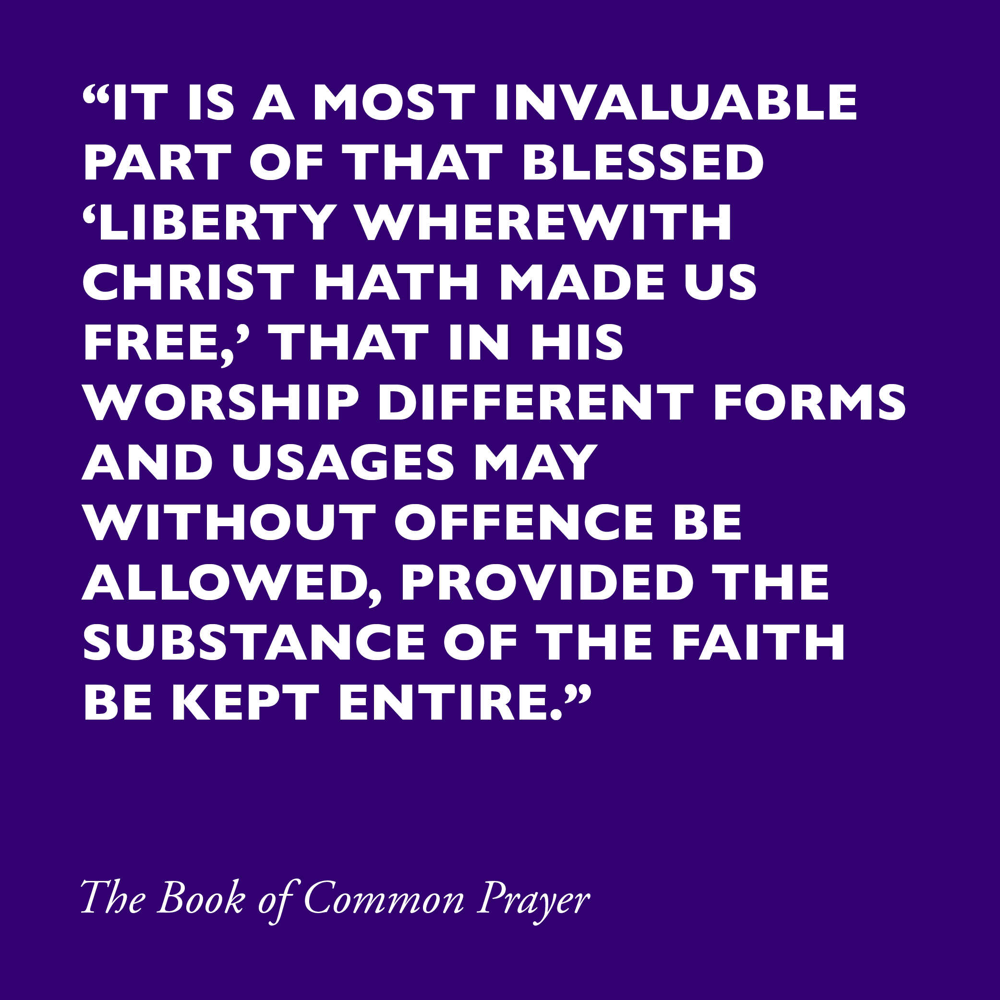 “IT IS A MOST INVALUABLE
PART OF THAT BLESSED
‘LIBERTY WHEREWITH
CHRIST HATH MADE US
FREE,’ THAT IN HIS
WORSHIP DIFFERENT FORMS
AND USAGES MAY
WITHOUT OFFENCE BE
ALLOWED, PROVIDED THE
SUBSTANCE OF THE FAITH
BE KEPT ENTIRE.”
The Book of Common Prayer